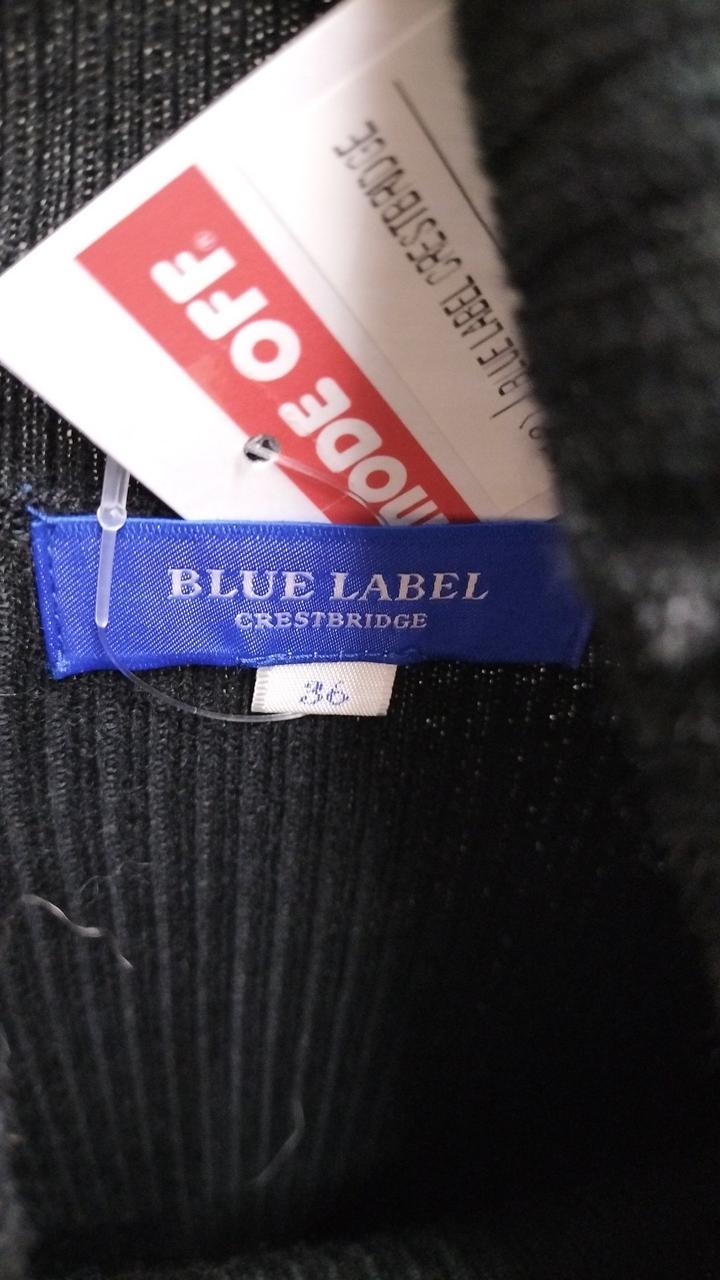 MODE OFF
BLUE LABEL CRESTBRIDGE
BLUE LABEL
CRESTBRIDGE
36